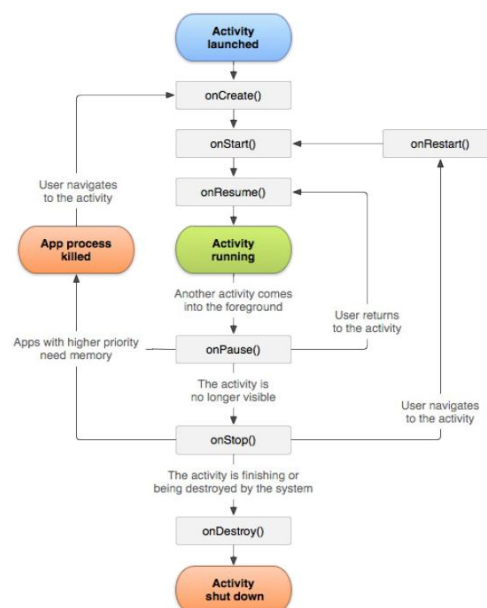 Activity
launched
onCreate()
onStart()
onRestart()
User navigates
to the activity
onResume()
App process
killed
Activity
running
Another activity comes
into the foreground
User returns
to the activity
Apps with higher priority
need memory
onPause()
The activity is
no longer visible
User navigates
to the activity
onStop()
The activity is finishing or
being destroyed by the system
onDestroy()
Activity
shut down